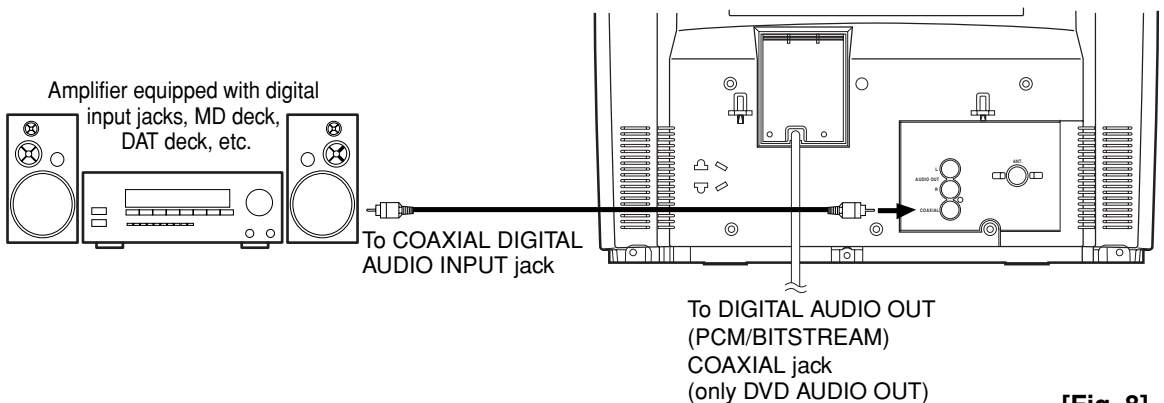 Amplifier equipped with digital
input jacks, MD deck,
DAT deck, etc.
ANT.
L
AUDIO OUT
R
COAXIAL
To COAXIAL DIGITAL
AUDIO INPUT jack
To DIGITAL AUDIO OUT
(PCM/BITSTREAM)
COAXIAL jack
(only DVD AUDIO OUT)
[Fig. 8]